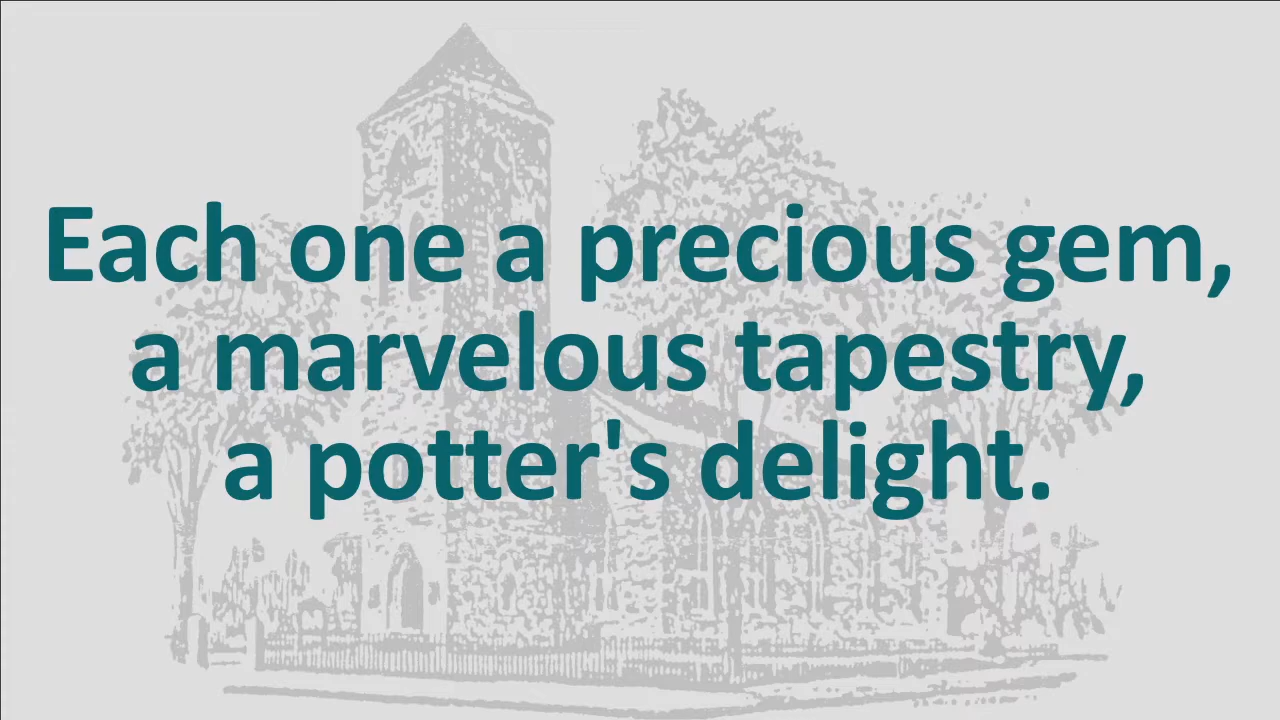 Each one a precious gem,
a marvelous tapestry,
a potter's delight.